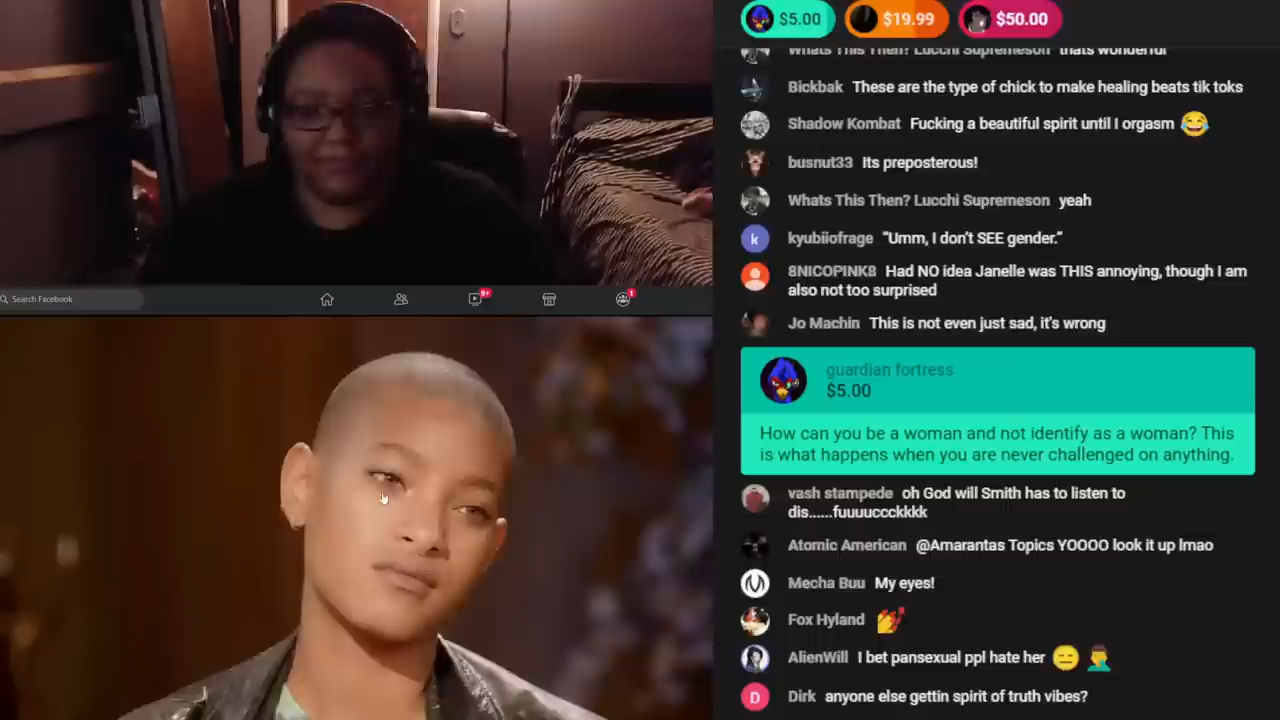 $5.00 $19.99 $50.00
Whats This Then? Lucchi Supremeson thats wonderful
Bickbak These are the type of chick to make healing beats tik toks
Shadow Kombat Fucking a beautiful spirit until I orgasm 😂
busnut33 Its preposterous!
Whats This Then? Lucchi Supremeson yeah
k kyubiiofrage "Umm, I don't SEE gender."
8NICOPINK8 Had NO idea Janelle was THIS annoying, though I am
also not too surprised
Search Facebook
9+ 1
Jo Machin This is not even just sad, it's wrong
guardian fortress
$5.00
How can you be a woman and not identify as a woman? This
is what happens when you are never challenged on anything.
vash stampede oh God will Smith has to listen to
dis......fuuuuccckkkk
Atomic American @Amarantas Topics YOOOO look it up lmao
Mecha Buu My eyes!
Fox Hyland 💅
AlienWill I bet pansexual ppl hate her 😑 🤦‍♂️
D Dirk anyone else gettin spirit of truth vibes?